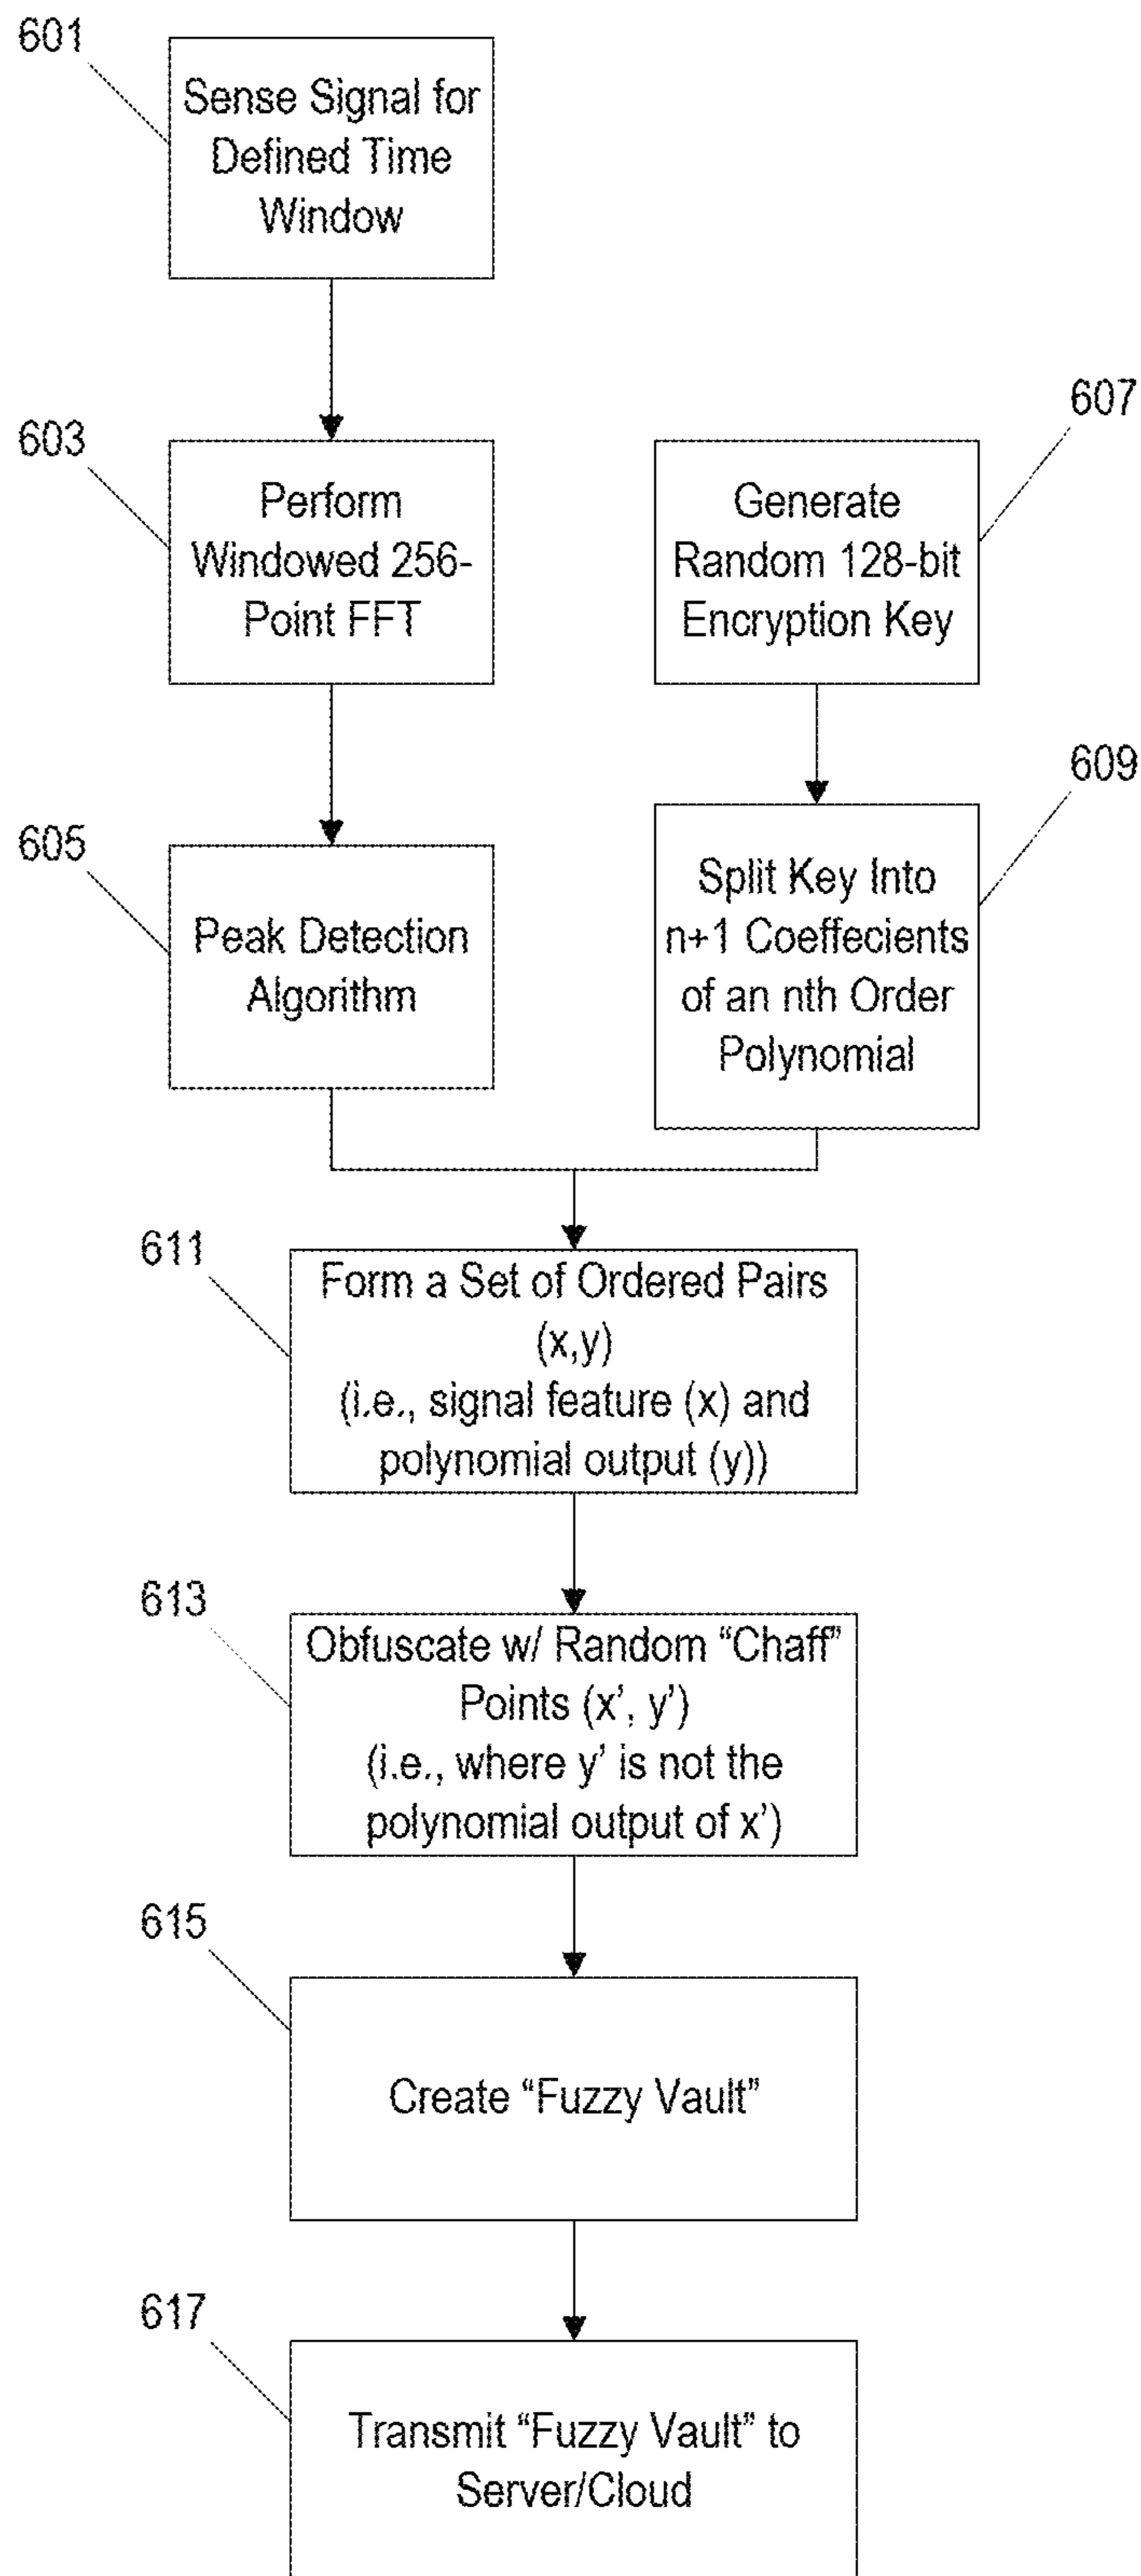 601
Sense Signal for
Defined Time
Window
603
Perform
Windowed 256-
Point FFT
607
Generate
Random 128-bit
Encryption Key
605
Peak Detection
Algorithm
609
Split Key Into
n+1 Coeffecients
of an nth Order
Polynomial
611
Form a Set of Ordered Pairs
(x,y)
(i.e., signal feature (x) and
polynomial output (y))
613
Obfuscate w/ Random “Chaff”
Points (x’, y’)
(i.e., where y’ is not the
polynomial output of x’)
615
Create “Fuzzy Vault”
617
Transmit “Fuzzy Vault” to
Server/Cloud